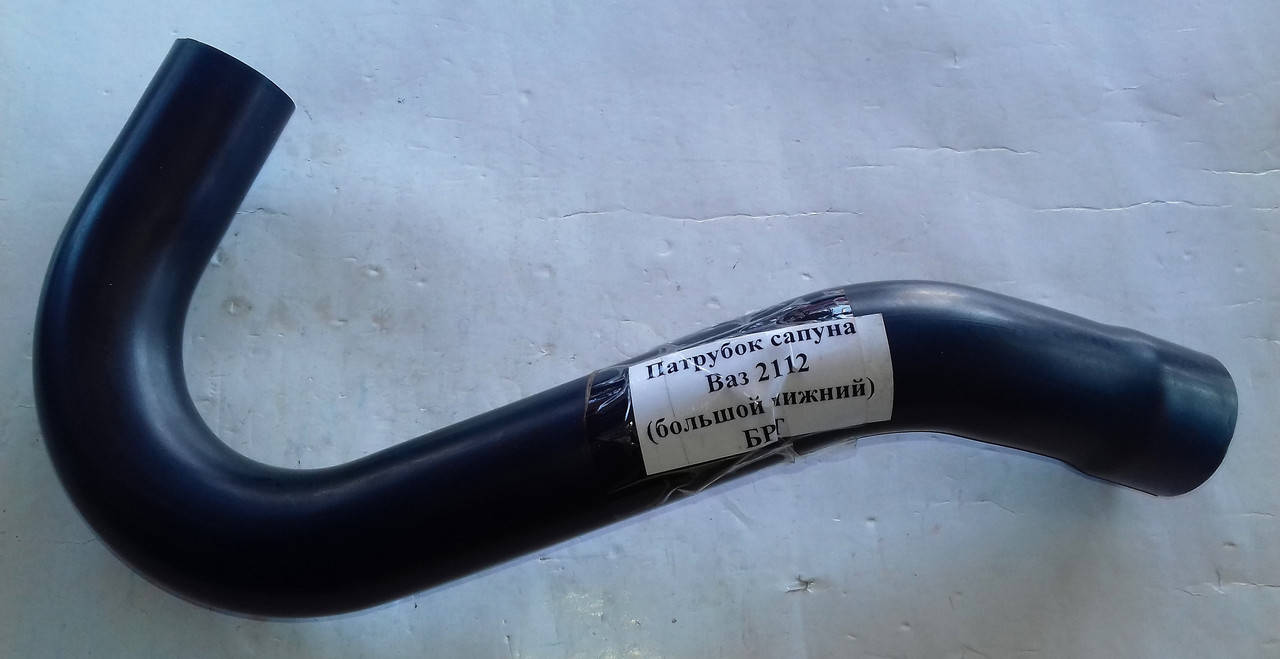 Патрубок сапуна
Ваз 2112
(большой нижний)
БРТ